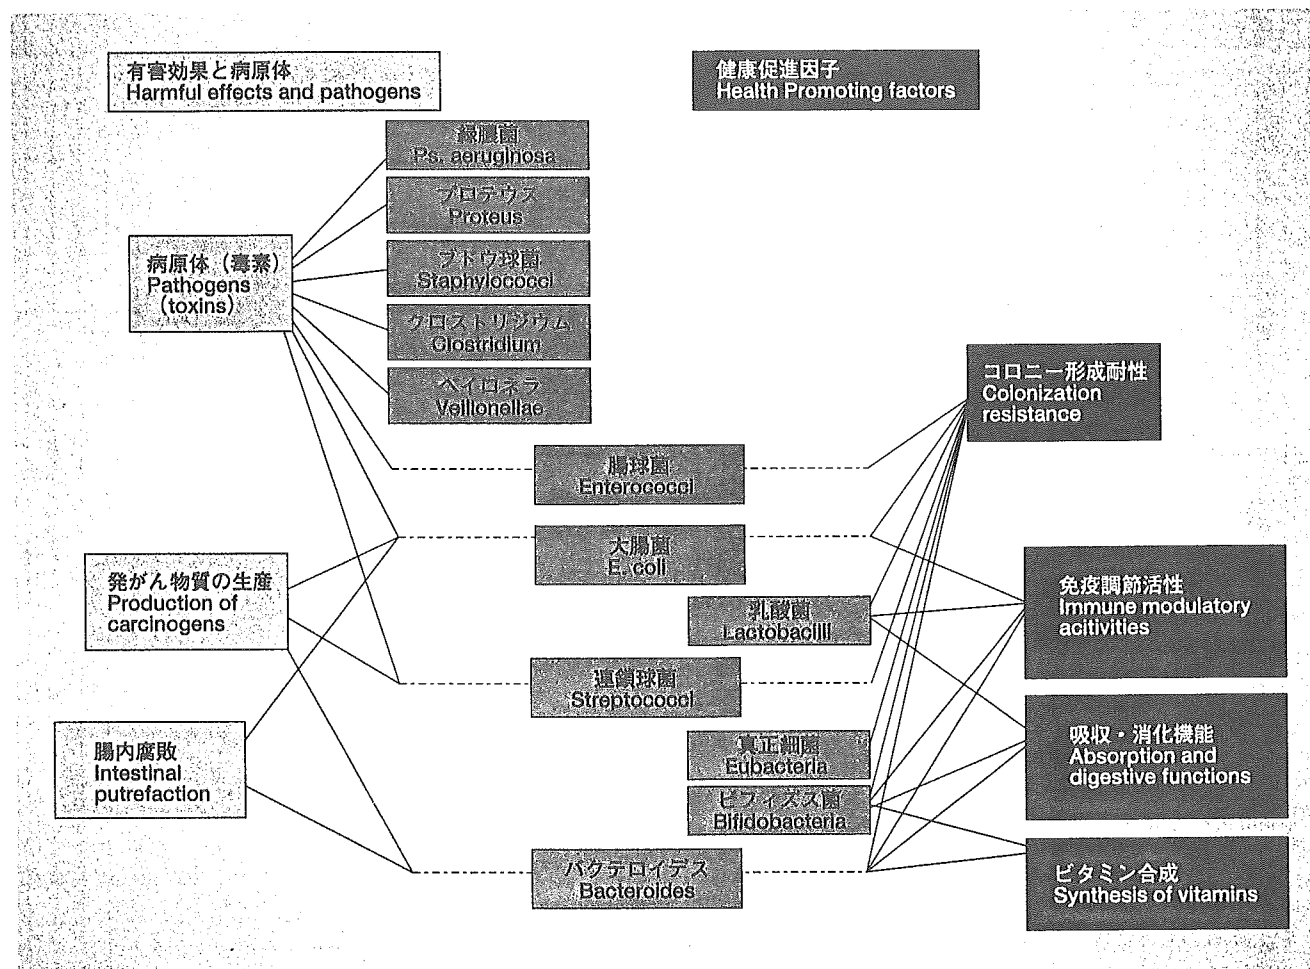 有害効果と病原体
Harmful effects and pathogens
健康促進因子
Health Promoting factors
緑膿菌
Ps. aeruginosa
プロテウス
Proteus
病原体（毒素）
Pathogens
（toxins）
ブドウ球菌
Staphylococci
クロストリジウム
Clostridium
ベイロネラ
Veillionellae
コロニー形成耐性
Colonization
resistance
腸球菌
Enterococci
大腸菌
E. coli
発がん物質の生産
Production of
carcinogens
乳酸菌
Lactobacilli
免疫調節活性
Immune modulatory
acitivities
連鎖球菌
Streptococci
腸内腐敗
Intestinal
putrefaction
真正細菌
Eubacteria
吸収・消化機能
Absorption and
digestive functions
ビフィズス菌
Bifidobacteria
バクテロイデス
Bacteroides
ビタミン合成
Synthesis of vitamins